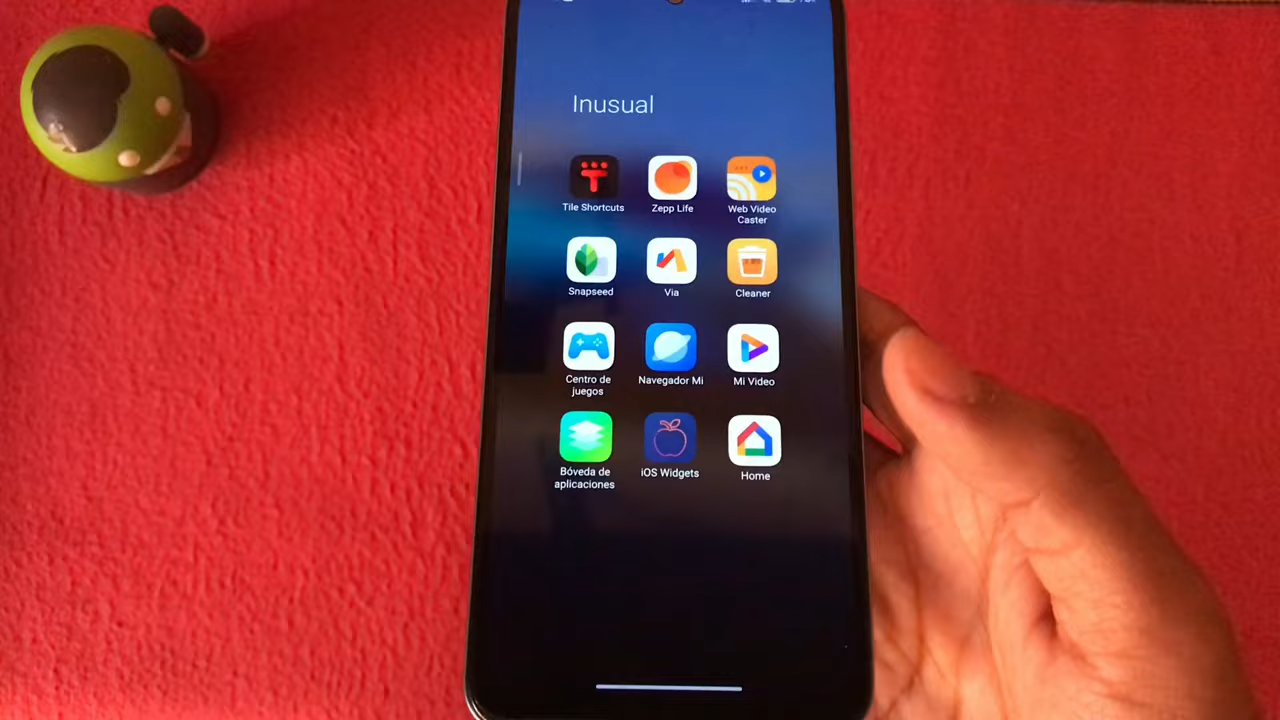 Inusual
Tile Shortcuts
Zepp Life
Web Video
Caster
Snapseed
Via
Cleaner
Centro de
juegos
Navegador Mi
Mi Video
Bóveda de
aplicaciones
iOS Widgets
Home